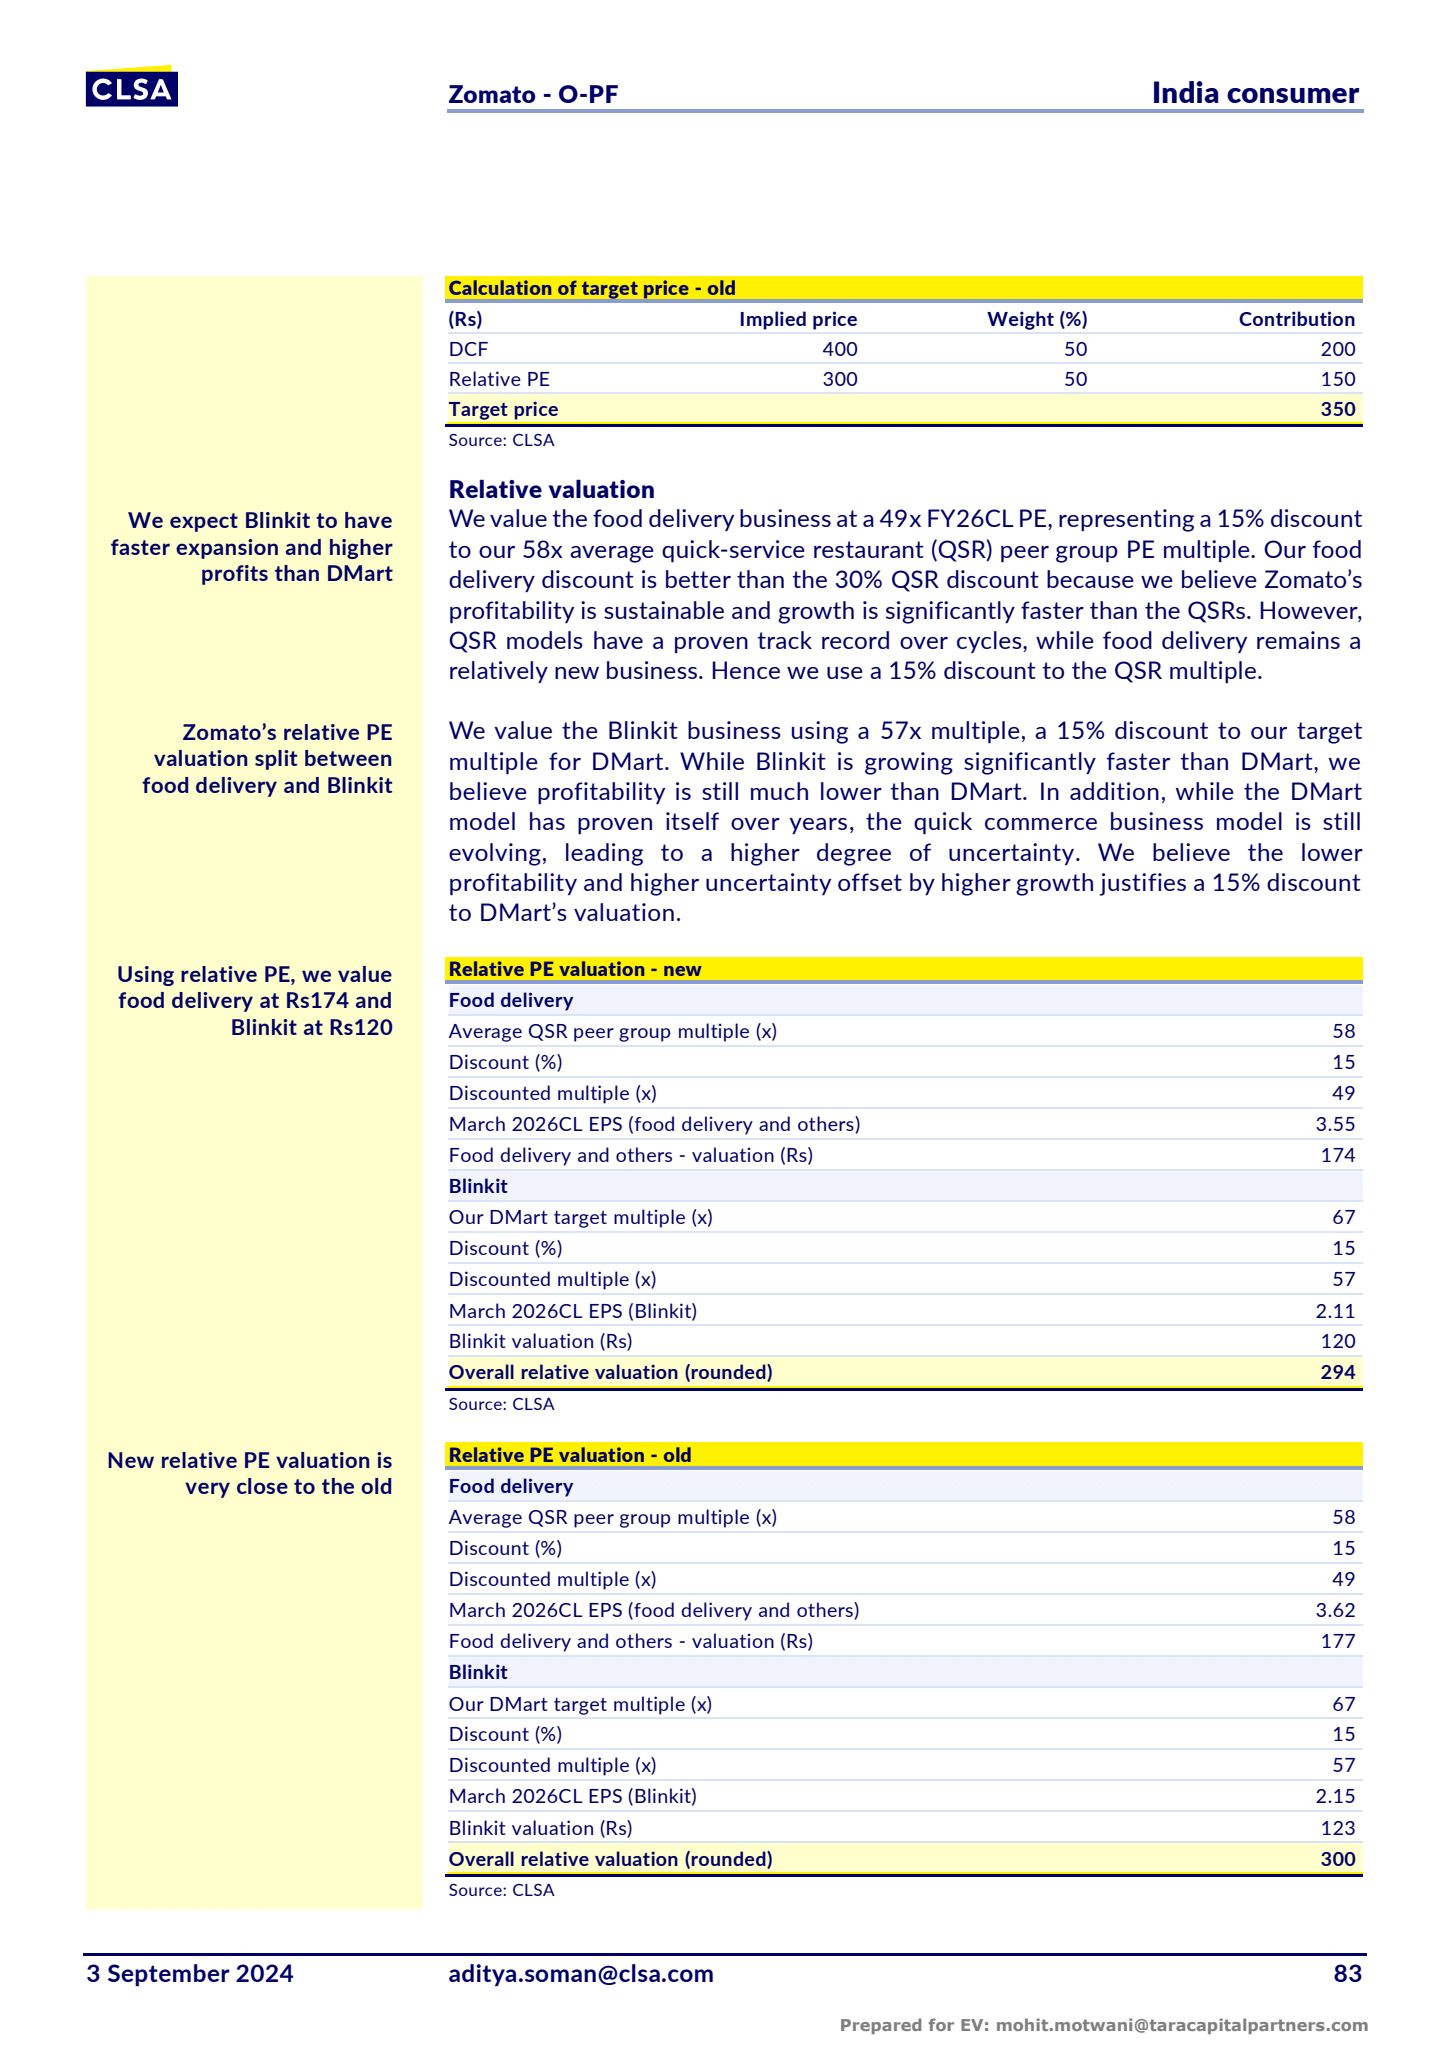 CLSA
Zomato - O-PF
India consumer
Calculation of target price - old
(Rs) Implied price Weight (%) Contribution
DCF 400 50 200
Relative PE 300 50 150
Target price 350
Source: CLSA
Relative valuation
We expect Blinkit to have
faster expansion and higher
profits than DMart
We value the food delivery business at a 49x FY26CL PE, representing a 15% discount
to our 58x average quick-service restaurant (QSR) peer group PE multiple. Our food
delivery discount is better than the 30% QSR discount because we believe Zomato’s
profitability is sustainable and growth is significantly faster than the QSRs. However,
QSR models have a proven track record over cycles, while food delivery remains a
relatively new business. Hence we use a 15% discount to the QSR multiple.
Zomato’s relative PE
valuation split between
food delivery and Blinkit
We value the Blinkit business using a 57x multiple, a 15% discount to our target
multiple for DMart. While Blinkit is growing significantly faster than DMart, we
believe profitability is still much lower than DMart. In addition, while the DMart
model has proven itself over years, the quick commerce business model is still
evolving, leading to a higher degree of uncertainty. We believe the lower
profitability and higher uncertainty offset by higher growth justifies a 15% discount
to DMart’s valuation.
Using relative PE, we value
food delivery at Rs174 and
Blinkit at Rs120
Relative PE valuation - new
Food delivery
Average QSR peer group multiple (x) 58
Discount (%) 15
Discounted multiple (x) 49
March 2026CL EPS (food delivery and others) 3.55
Food delivery and others - valuation (Rs) 174
Blinkit
Our DMart target multiple (x) 67
Discount (%) 15
Discounted multiple (x) 57
March 2026CL EPS (Blinkit) 2.11
Blinkit valuation (Rs) 120
Overall relative valuation (rounded) 294
Source: CLSA
New relative PE valuation is
very close to the old
Relative PE valuation - old
Food delivery
Average QSR peer group multiple (x) 58
Discount (%) 15
Discounted multiple (x) 49
March 2026CL EPS (food delivery and others) 3.62
Food delivery and others - valuation (Rs) 177
Blinkit
Our DMart target multiple (x) 67
Discount (%) 15
Discounted multiple (x) 57
March 2026CL EPS (Blinkit) 2.15
Blinkit valuation (Rs) 123
Overall relative valuation (rounded) 300
Source: CLSA
3 September 2024 aditya.soman@clsa.com 83
Prepared for EV: mohit.motwani@taracapitalpartners.com